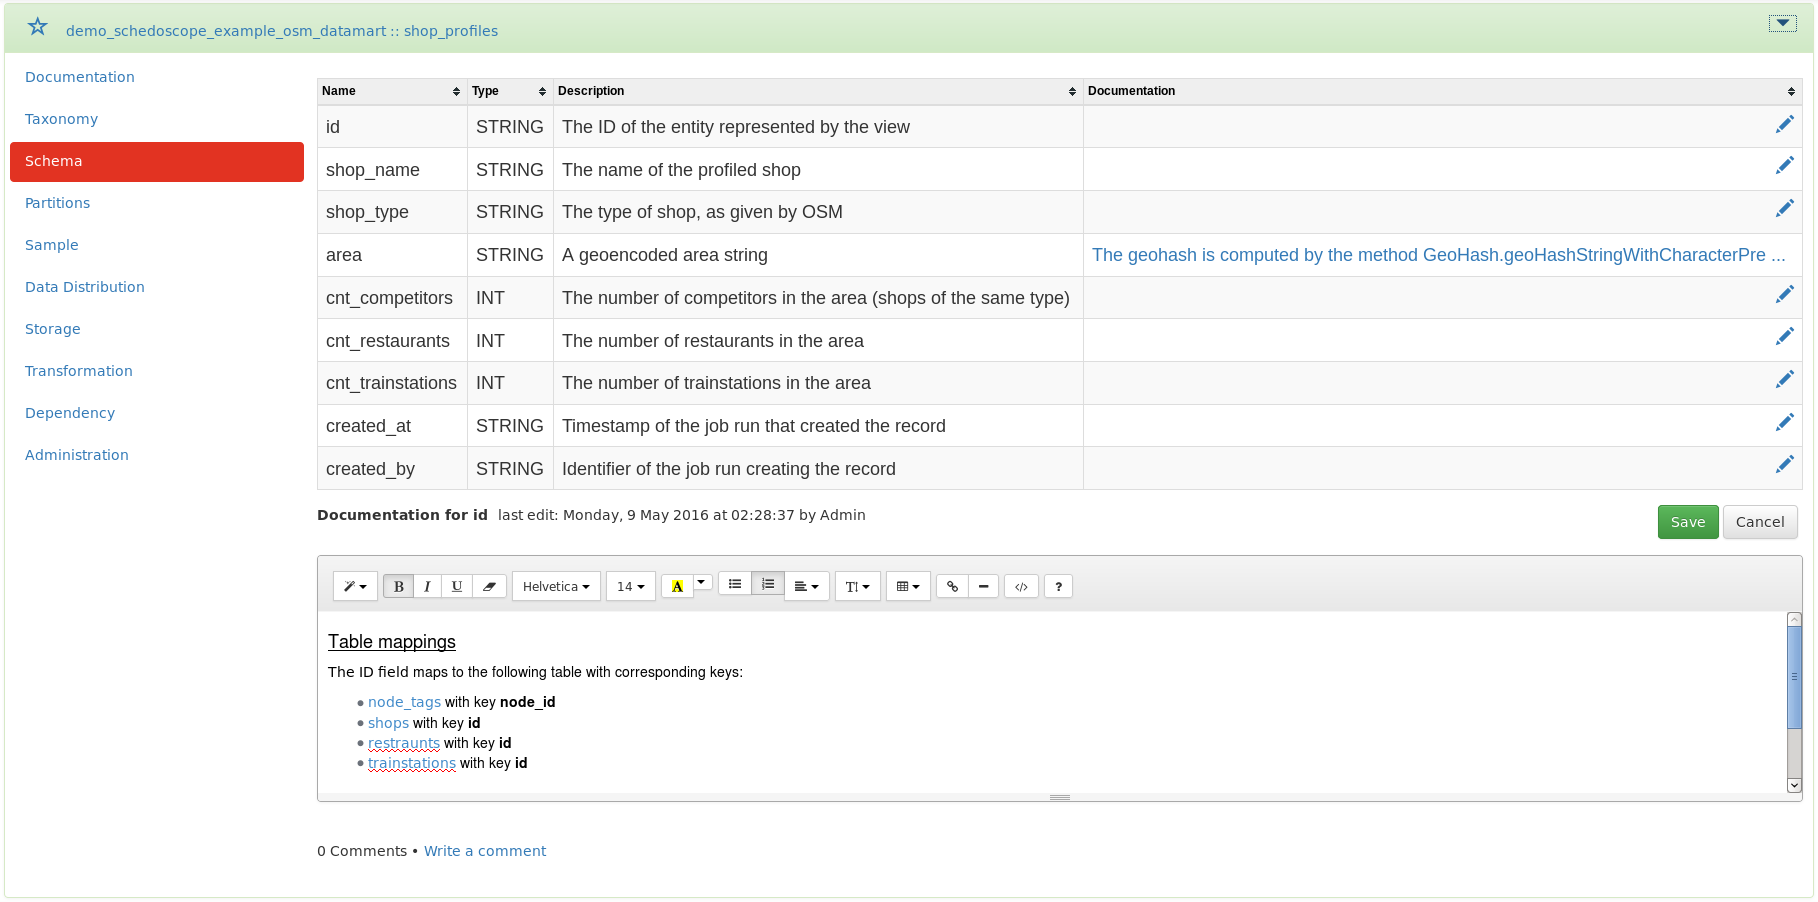 demo_schedoscope_example_osm_datamart :: shop_profiles
Documentation
Taxonomy
Schema
Partitions
Sample
Data Distribution
Storage
Transformation
Dependency
Administration
Name Type Description Documentation
id STRING The ID of the entity represented by the view
shop_name STRING The name of the profiled shop
shop_type STRING The type of shop, as given by OSM
area STRING A geoencoded area string The geohash is computed by the method GeoHash.geoHashStringWithCharacterPre ...
cnt_competitors INT The number of competitors in the area (shops of the same type)
cnt_restaurants INT The number of restaurants in the area
cnt_trainstations INT The number of trainstations in the area
created_at STRING Timestamp of the job run that created the record
created_by STRING Identifier of the job run creating the record
Documentation for id last edit: Monday, 9 May 2016 at 02:28:37 by Admin Save Cancel
B I U Helvetica 14 A T </> ?
Table mappings
The ID field maps to the following table with corresponding keys:
• node_tags with key node_id
• shops with key id
• restraunts with key id
• trainstations with key id
0 Comments • Write a comment